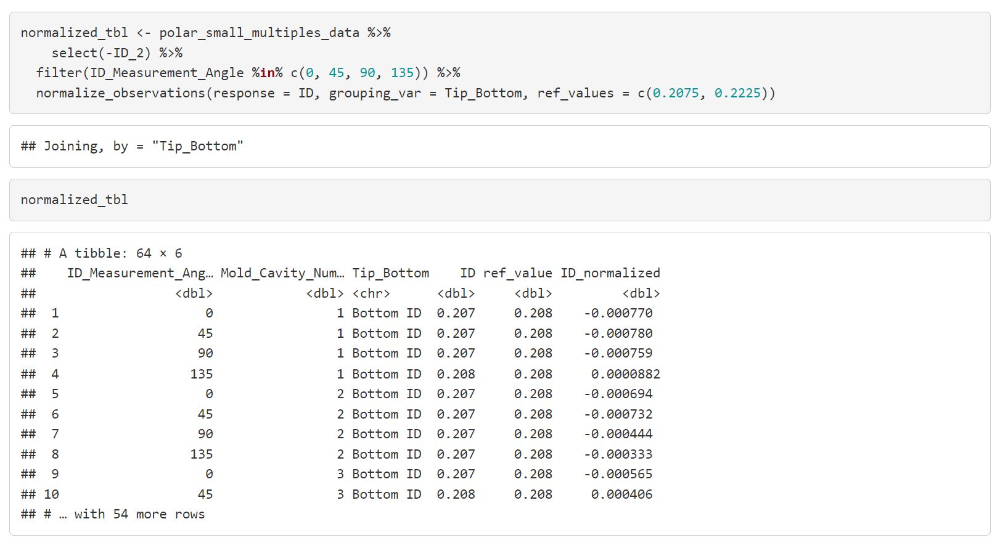 normalized_tbl <- polar_small_multiples_data %>%
    select(-ID_2) %>%
  filter(ID_Measurement_Angle %in% c(0, 45, 90, 135)) %>%
  normalize_observations(response = ID, grouping_var = Tip_Bottom, ref_values = c(0.2075, 0.2225))
## Joining, by = "Tip_Bottom"
normalized_tbl
## # A tibble: 64 × 6
##    ID_Measurement_Ang… Mold_Cavity_Num… Tip_Bottom    ID ref_value ID_normalized
##                  <dbl>            <dbl> <chr>      <dbl>     <dbl>         <dbl>
##  1                   0                1 Bottom ID  0.207     0.208    -0.000770
##  2                  45                1 Bottom ID  0.207     0.208    -0.000780
##  3                  90                1 Bottom ID  0.207     0.208    -0.000759
##  4                 135                1 Bottom ID  0.208     0.208     0.0000882
##  5                   0                2 Bottom ID  0.207     0.208    -0.000694
##  6                  45                2 Bottom ID  0.207     0.208    -0.000732
##  7                  90                2 Bottom ID  0.207     0.208    -0.000444
##  8                 135                2 Bottom ID  0.207     0.208    -0.000333
##  9                   0                3 Bottom ID  0.207     0.208    -0.000565
## 10                  45                3 Bottom ID  0.208     0.208     0.000406
## # … with 54 more rows